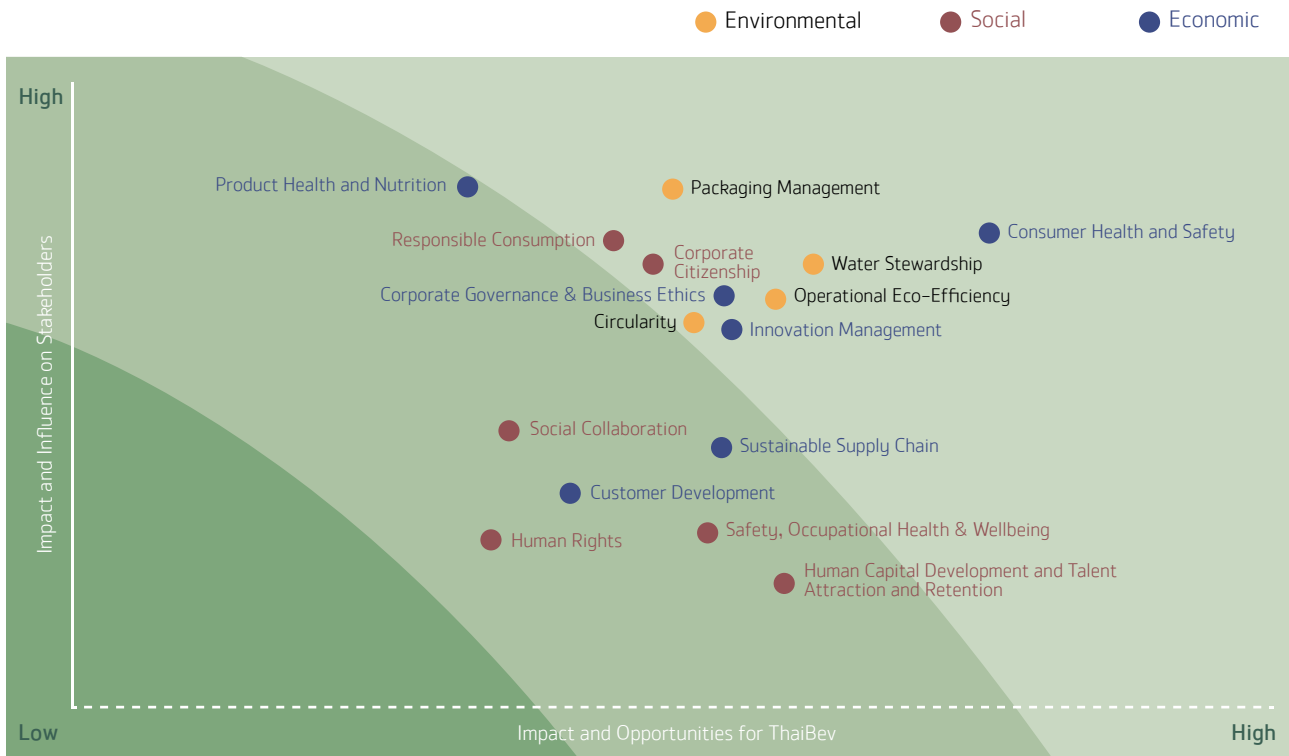 Environmental
Social
Economic
High
Product Health and Nutrition
Packaging Management
Responsible Consumption
Consumer Health and Safety
Corporate
Citizenship
Water Stewardship
Corporate Governance & Business Ethics
Operational Eco-Efficiency
Circularity
Innovation Management
Impact and Influence on Stakeholders
Social Collaboration
Sustainable Supply Chain
Customer Development
Safety, Occupational Health & Wellbeing
Human Rights
Human Capital Development and Talent
Attraction and Retention
Low
Impact and Opportunities for ThaiBev
High